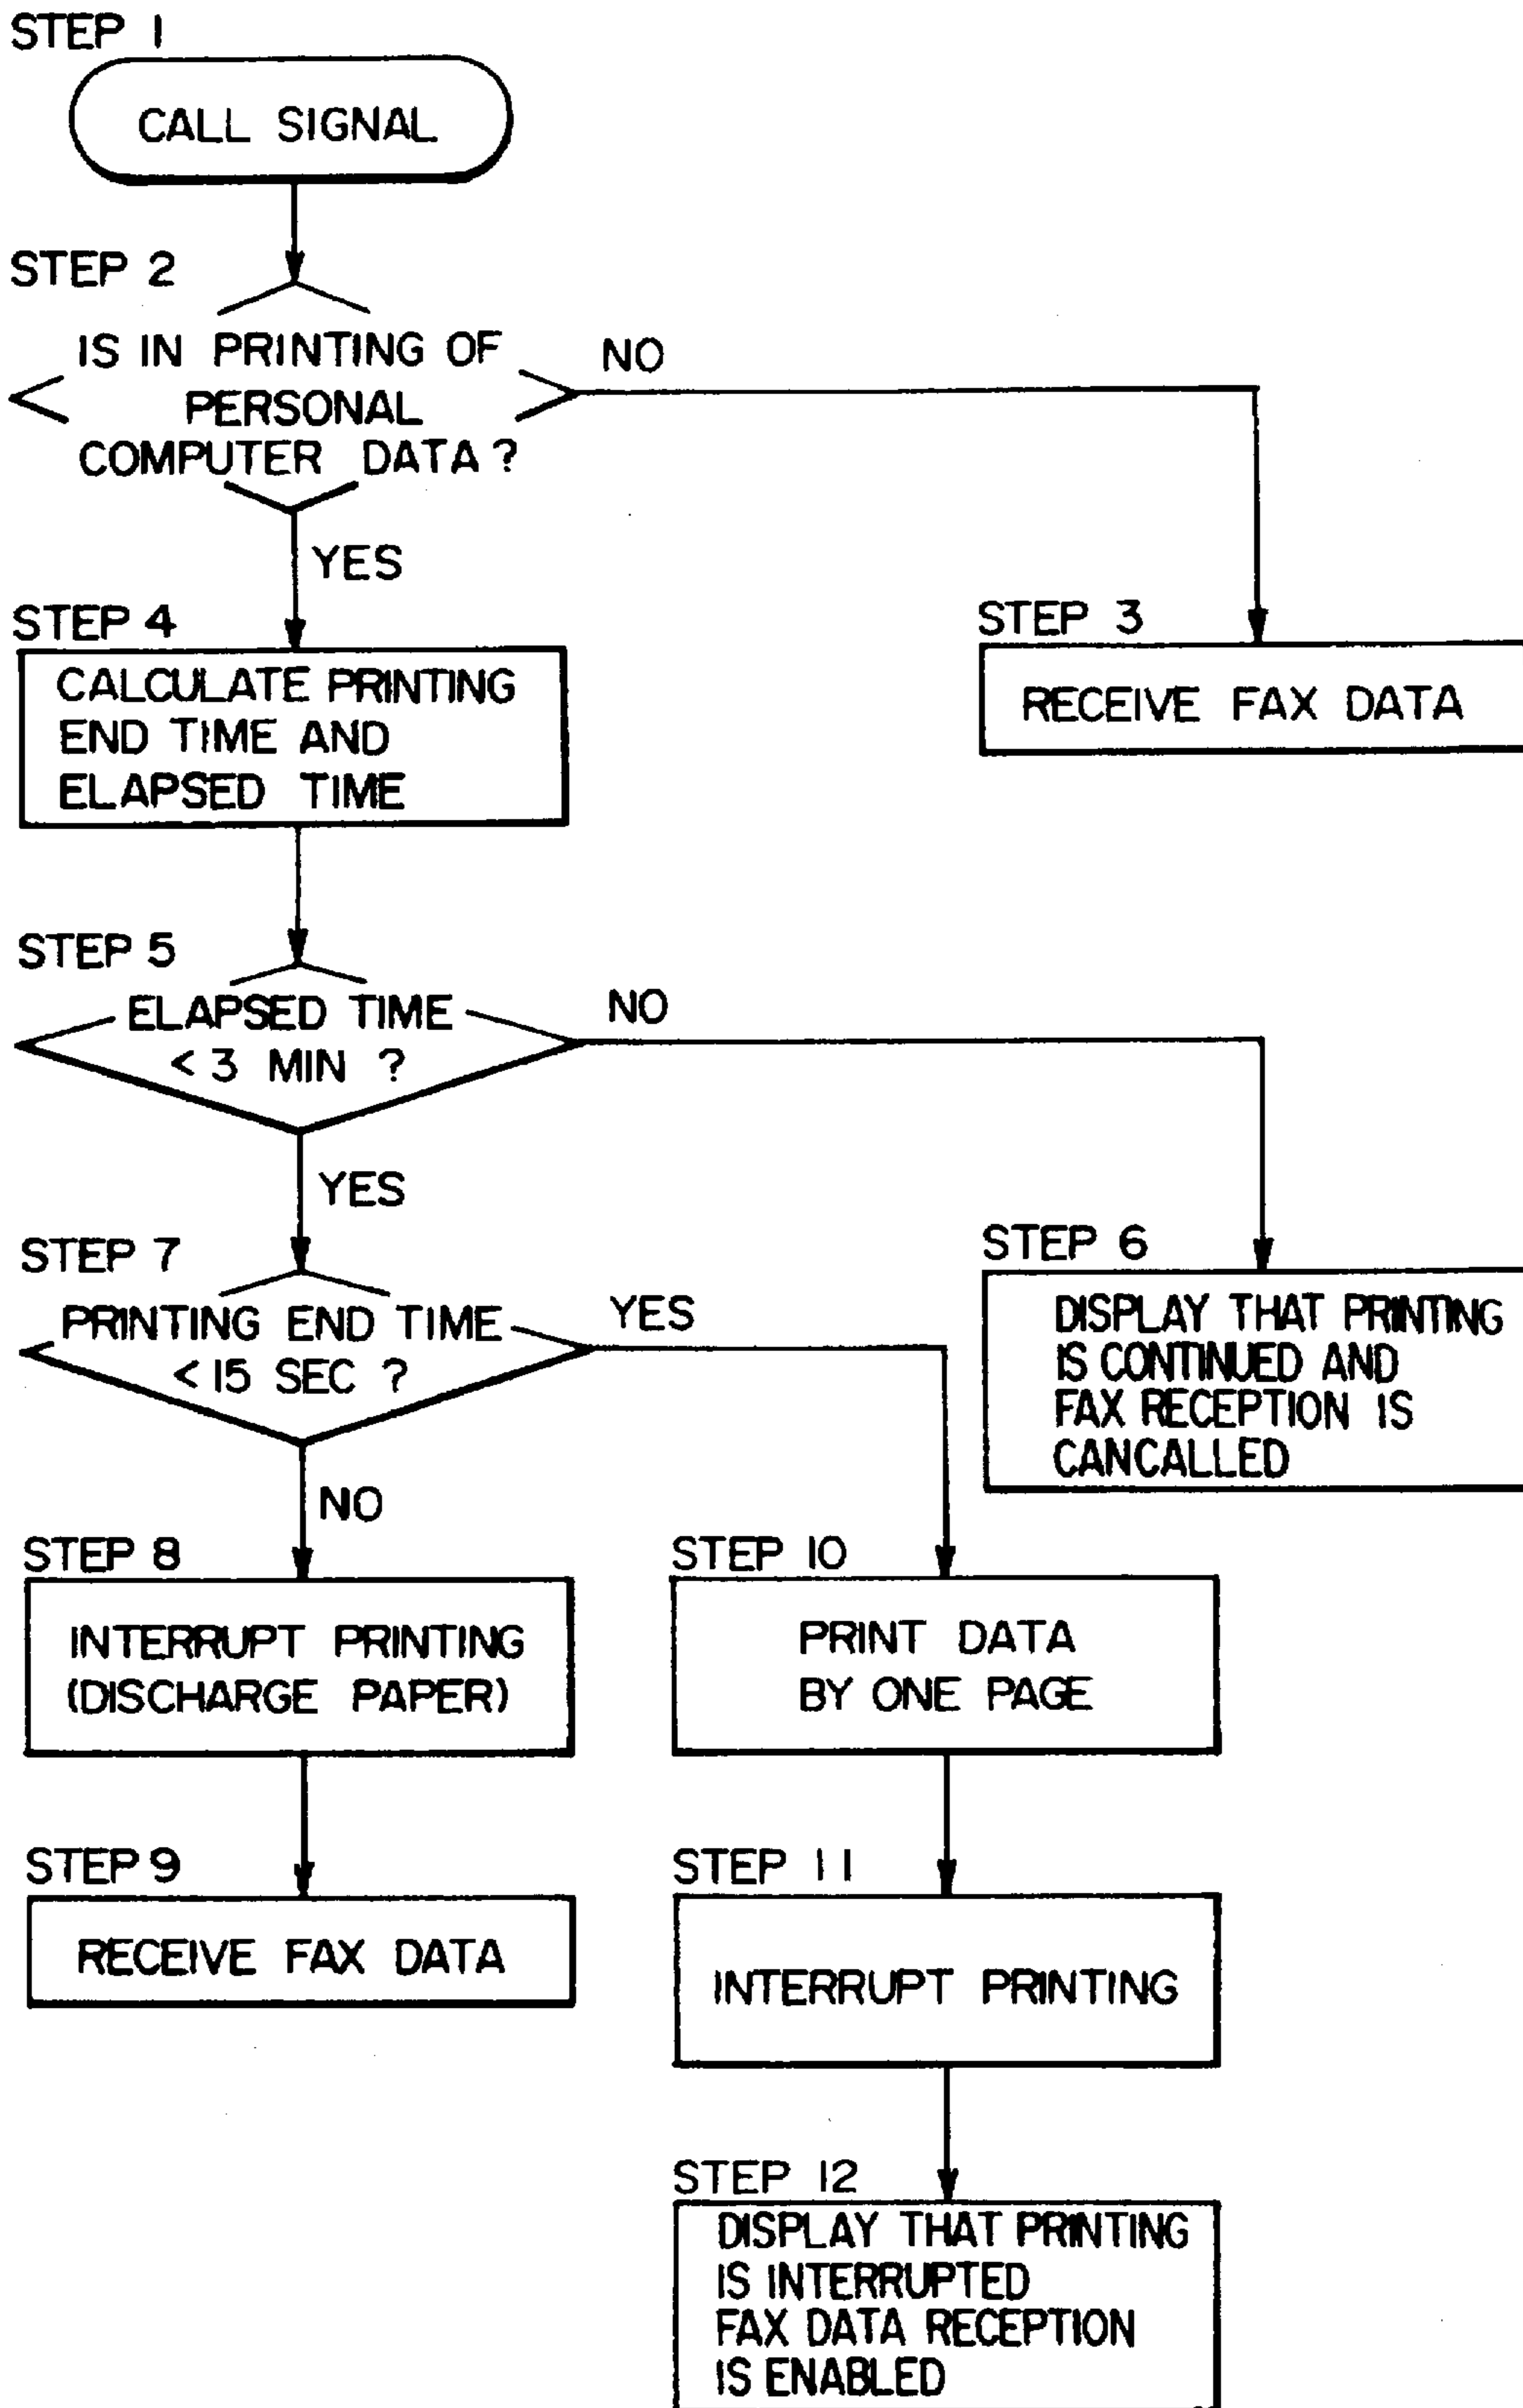 STEP 1
CALL SIGNAL
STEP 2
IS IN PRINTING OF
PERSONAL
COMPUTER DATA ?
NO
YES
STEP 3
RECEIVE FAX DATA
STEP 4
CALCULATE PRINTING
END TIME AND
ELAPSED TIME
STEP 5
ELAPSED TIME
< 3 MIN ?
NO
YES
STEP 6
DISPLAY THAT PRINTING
IS CONTINUED AND
FAX RECEPTION IS
CANCALLED
STEP 7
PRINTING END TIME
< 15 SEC ?
YES
NO
STEP 8
INTERRUPT PRINTING
(DISCHARGE PAPER)
STEP 9
RECEIVE FAX DATA
STEP 10
PRINT DATA
BY ONE PAGE
STEP 11
INTERRUPT PRINTING
STEP 12
DISPLAY THAT PRINTING
IS INTERRUPTED
FAX DATA RECEPTION
IS ENABLED